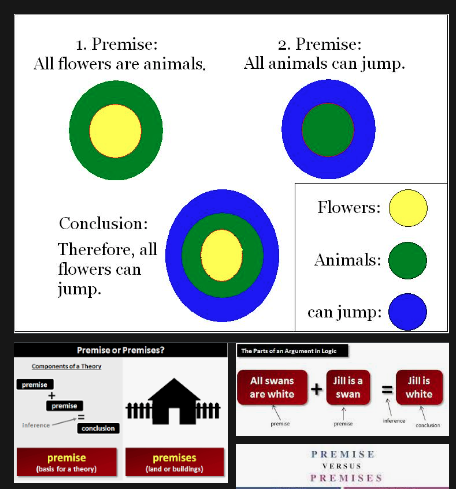 1. Premise:
All flowers are animals.
2. Premise:
All animals can jump.
Conclusion:
Therefore, all
flowers can
jump.
Flowers:
Animals:
can jump:
Premise or Premises?
Components of a Theory
premise
+
premise
=
inference
conclusion
premise
(basis for a theory)
premises
(land or buildings)
The Parts of an Argument in Logic
All swans
are white
+
Jill is a
swan
=
Jill is
white
premise
premise
inference
conclusion
PREMISE
VERSUS
PREMISES